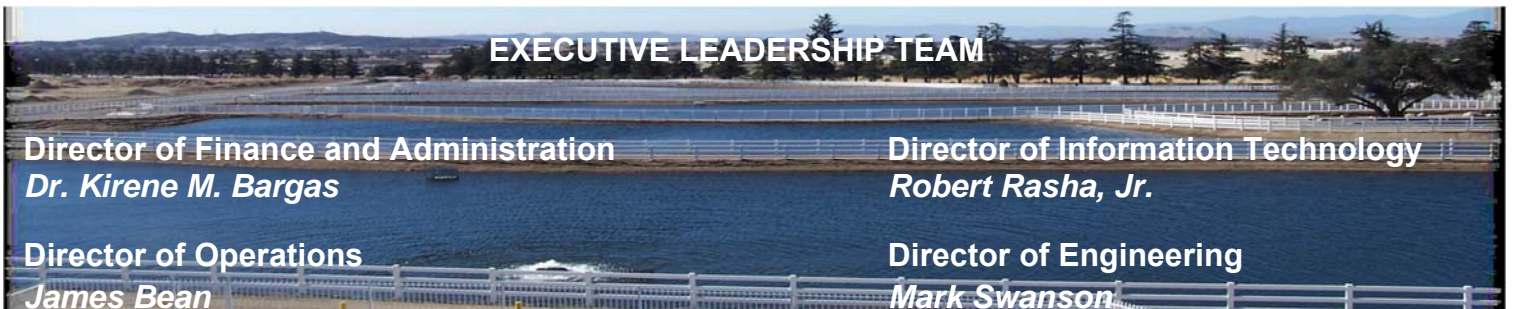 EXECUTIVE LEADERSHIP TEAM
Director of Finance and Administration
Dr. Kirene M. Bargas
Director of Information Technology
Robert Rasha, Jr.
Director of Operations
James Bean
Director of Engineering
Mark Swanson